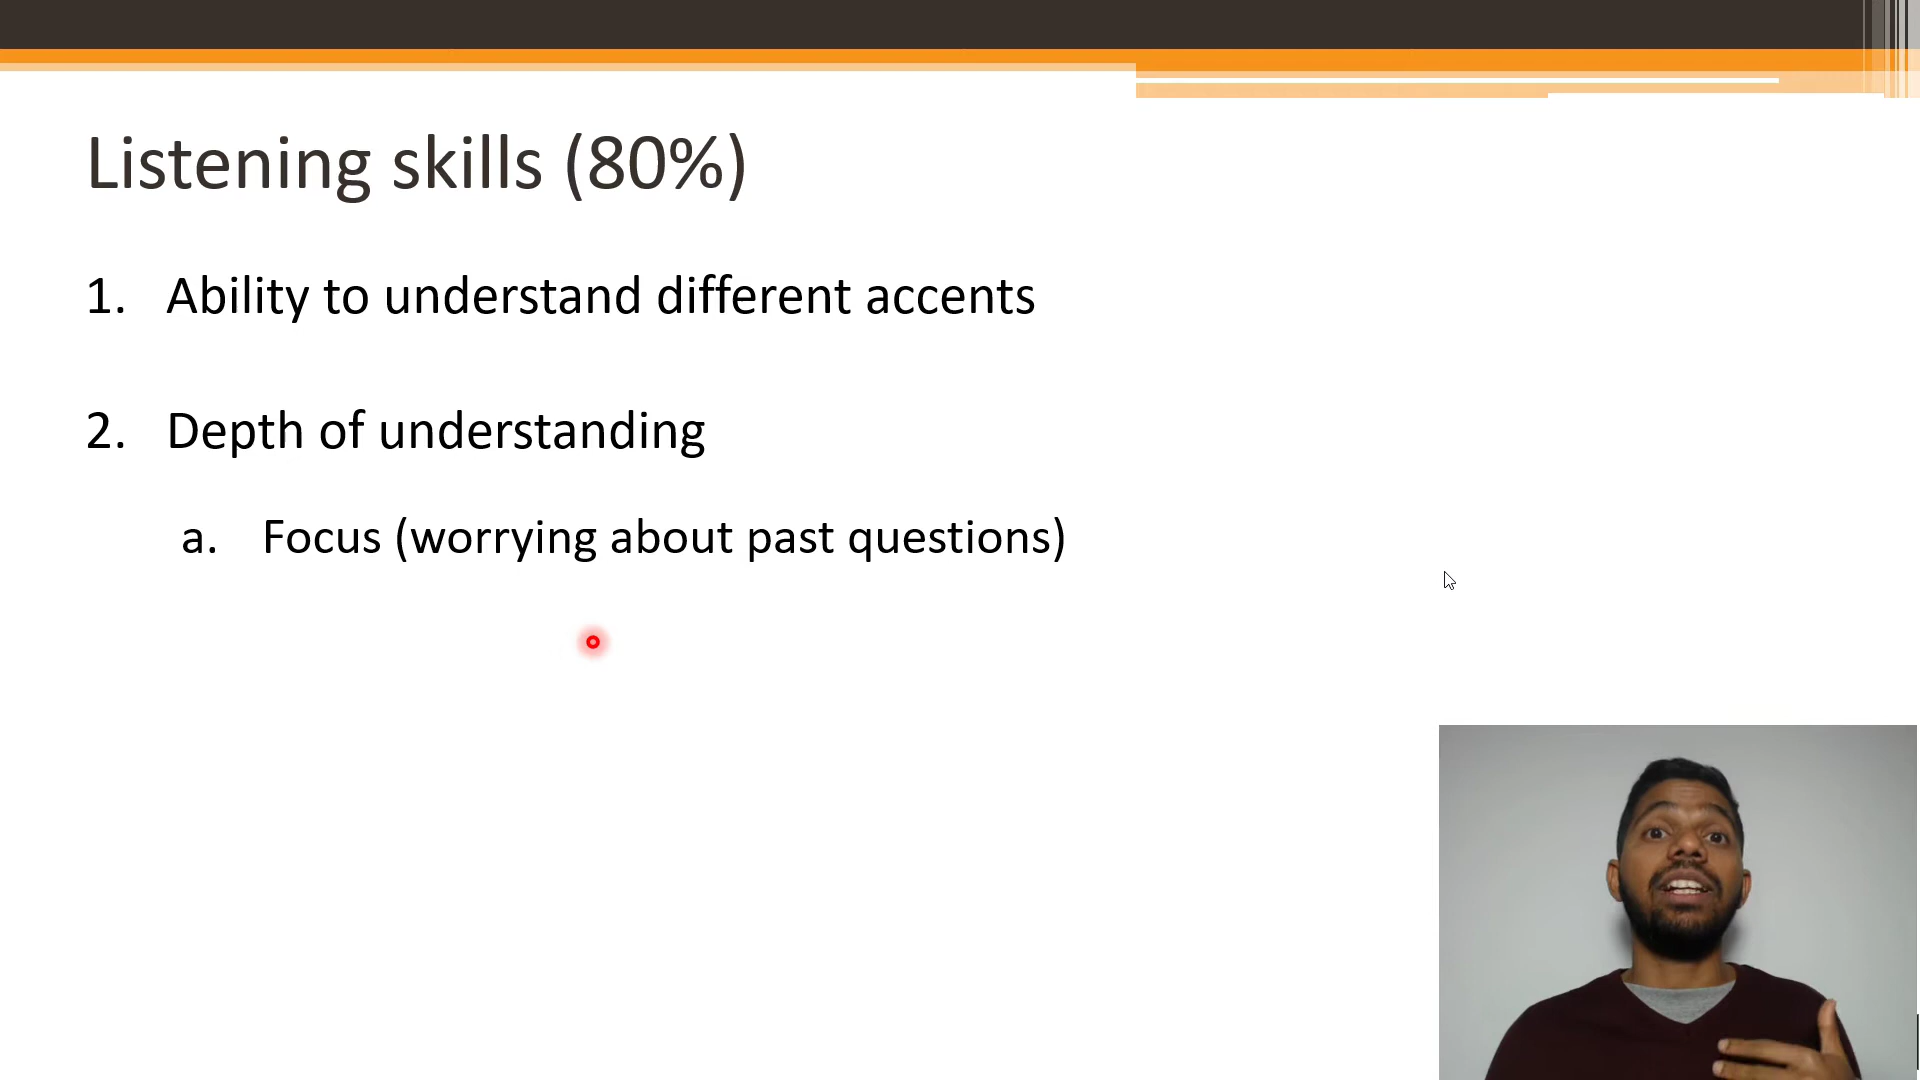 Listening skills (80%)
1. Ability to understand different accents
2. Depth of understanding
a. Focus (worrying about past questions)